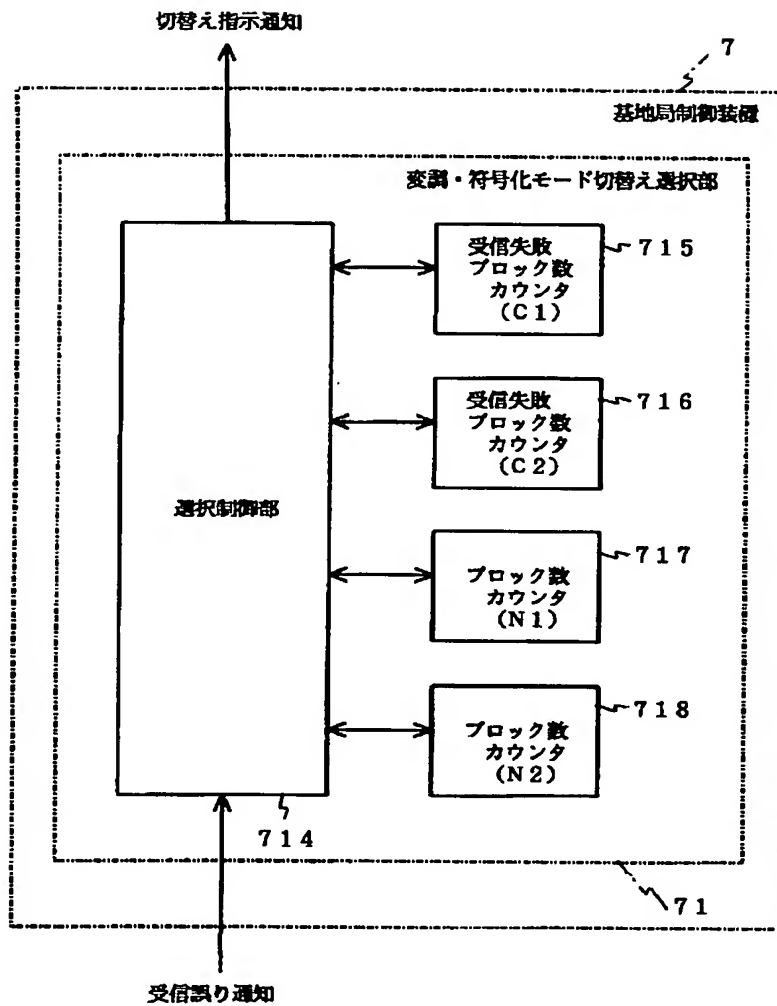 切替え指示通知
7
基地局制御装置
変調・符号化モード切替え選択部
受信失敗
ブロック数
カウンタ
(C1)
715
受信失敗
ブロック数
カウンタ
(C2)
716
選択制御部
ブロック数
カウンタ
(N1)
717
ブロック数
カウンタ
(N2)
718
714
71
受信誤り通知